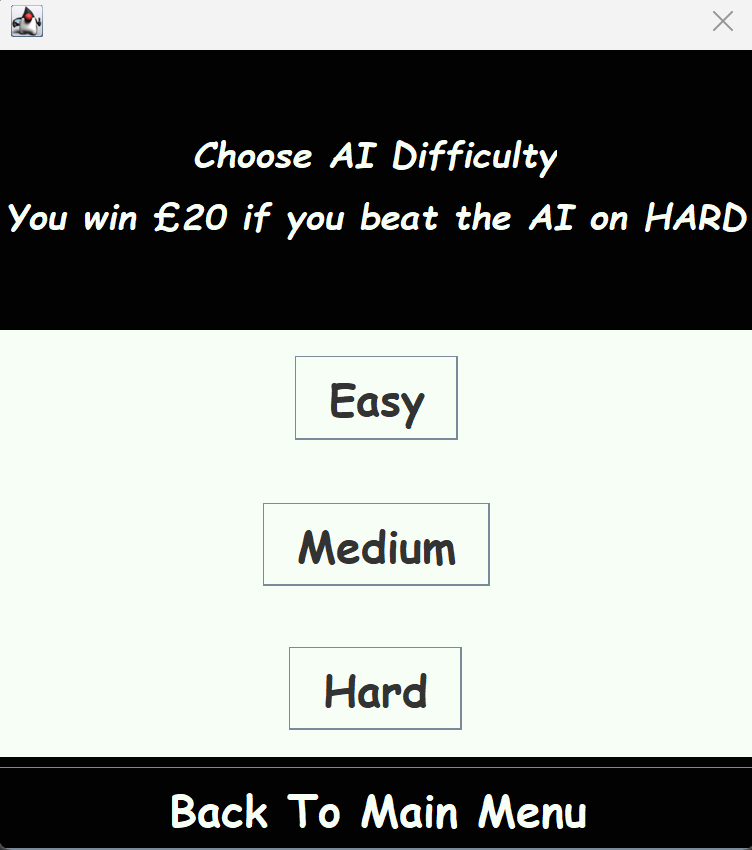 Choose AI Difficulty
You win £20 if you beat the AI on HARD
Easy
Medium
Hard
Back To Main Menu